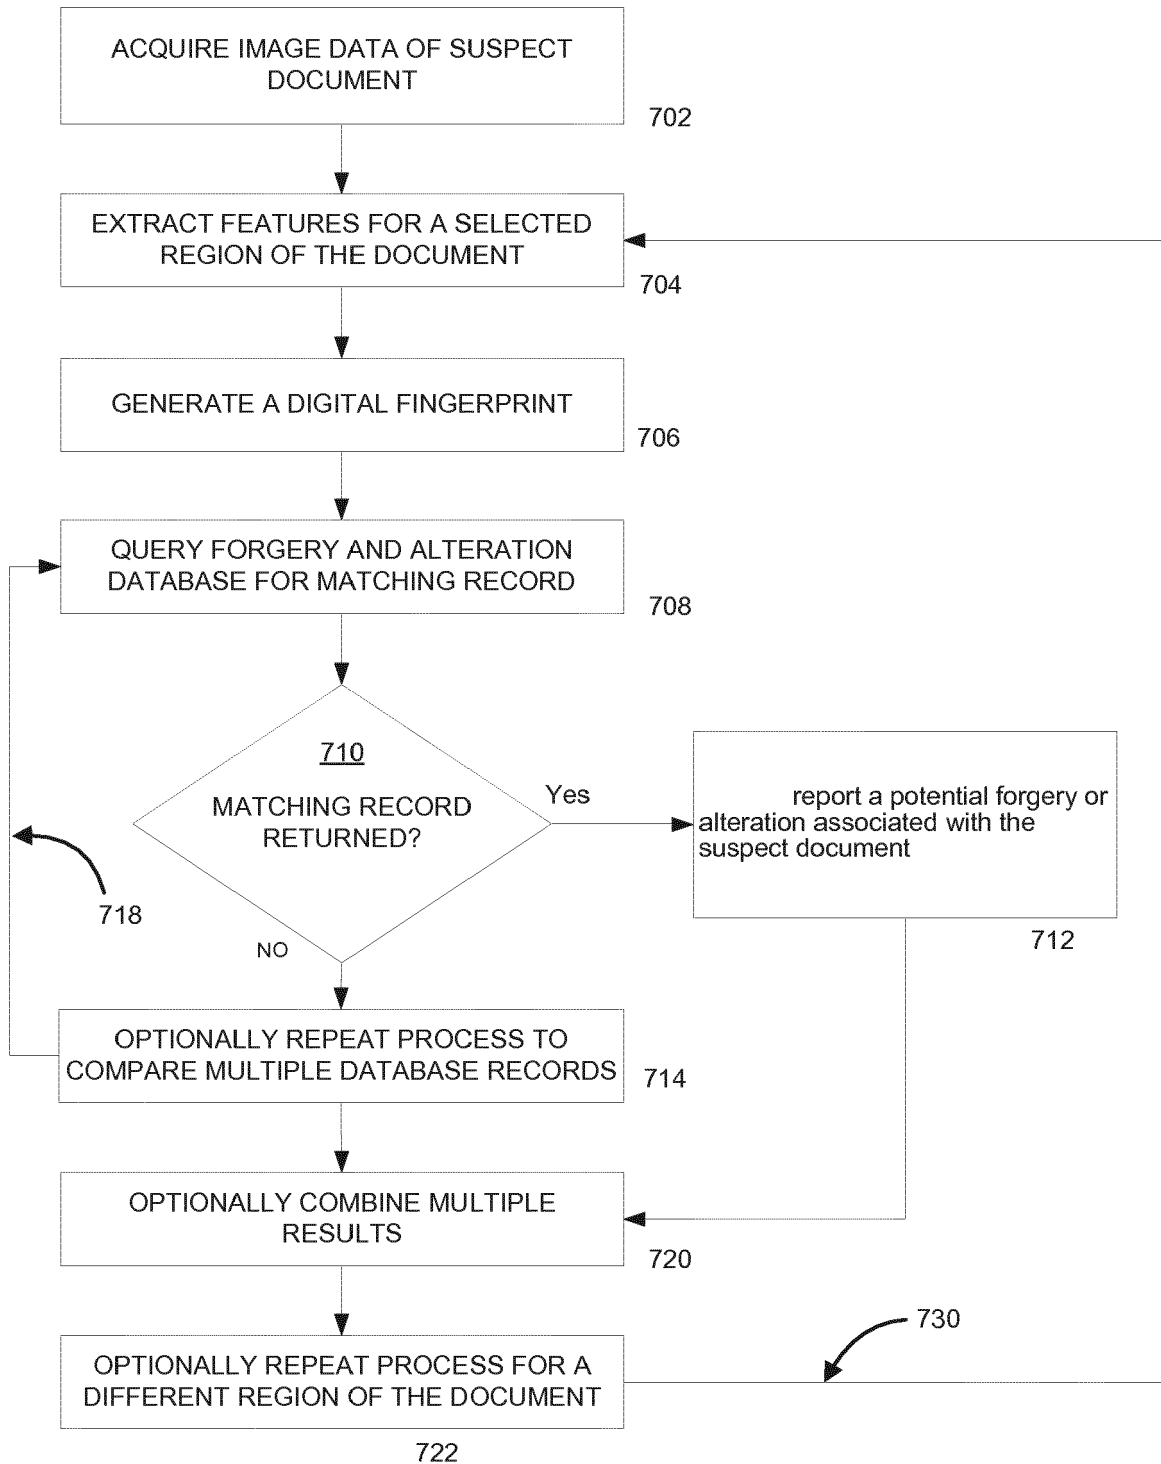 ACQUIRE IMAGE DATA OF SUSPECT
DOCUMENT
702
EXTRACT FEATURES FOR A SELECTED
REGION OF THE DOCUMENT
704
GENERATE A DIGITAL FINGERPRINT
706
QUERY FORGERY AND ALTERATION
DATABASE FOR MATCHING RECORD
708
710
MATCHING RECORD
RETURNED?
Yes
report a potential forgery or
alteration associated with the
suspect document
712
718
NO
OPTIONALLY REPEAT PROCESS TO
COMPARE MULTIPLE DATABASE RECORDS
714
OPTIONALLY COMBINE MULTIPLE
RESULTS
720
730
OPTIONALLY REPEAT PROCESS FOR A
DIFFERENT REGION OF THE DOCUMENT
722